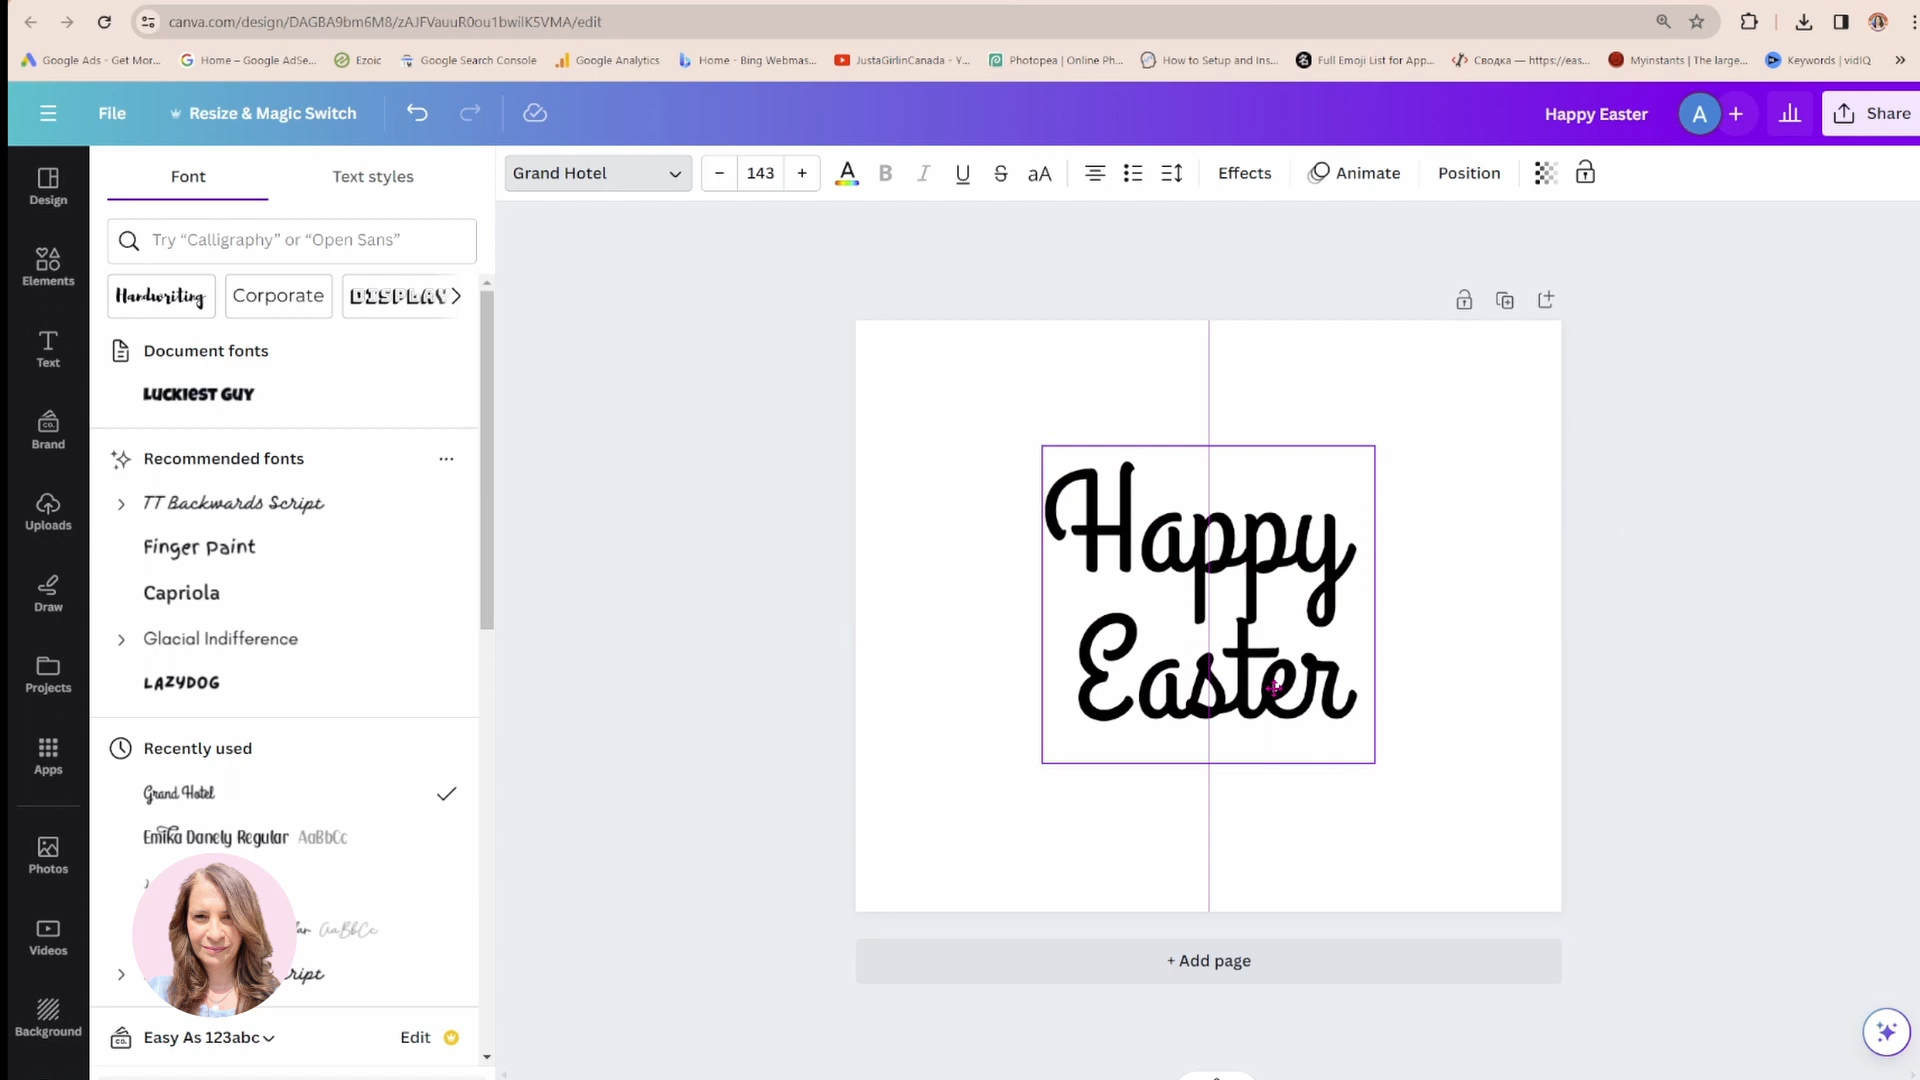 canva.com/design/DAGBA9bm6M8/zAJFVauuR0ou1bwilK5VMA/edit
Google Ads - Get Mor...
Home – Google AdSe...
Ezoic
Google Search Console
Google Analytics
Home - Bing Webmas...
JustaGirlinCanada - Y...
Photopea | Online Ph...
How to Setup and Ins...
Full Emoji List for App...
Сводка — https://eas...
Myinstants | The large...
Keywords | vidIQ
File
Resize & Magic Switch
Happy Easter
A
Share
Design
Elements
Text
Brand
Uploads
Draw
Projects
Apps
Photos
Videos
Background
Font
Text styles
Try “Calligraphy” or “Open Sans”
Handwriting
Corporate
DISPLAY
Document fonts
LUCKIEST GUY
Recommended fonts
TT Backwards Script
Finger Paint
Capriola
Glacial Indifference
LAZYDOG
Recently used
Grand Hotel
Emika Danely Regular AaBbCc
AaBbCc
Easy As 123abc
Edit
Grand Hotel
143
A
B
I
U
S
aA
Effects
Animate
Position
Happy
Easter
+ Add page